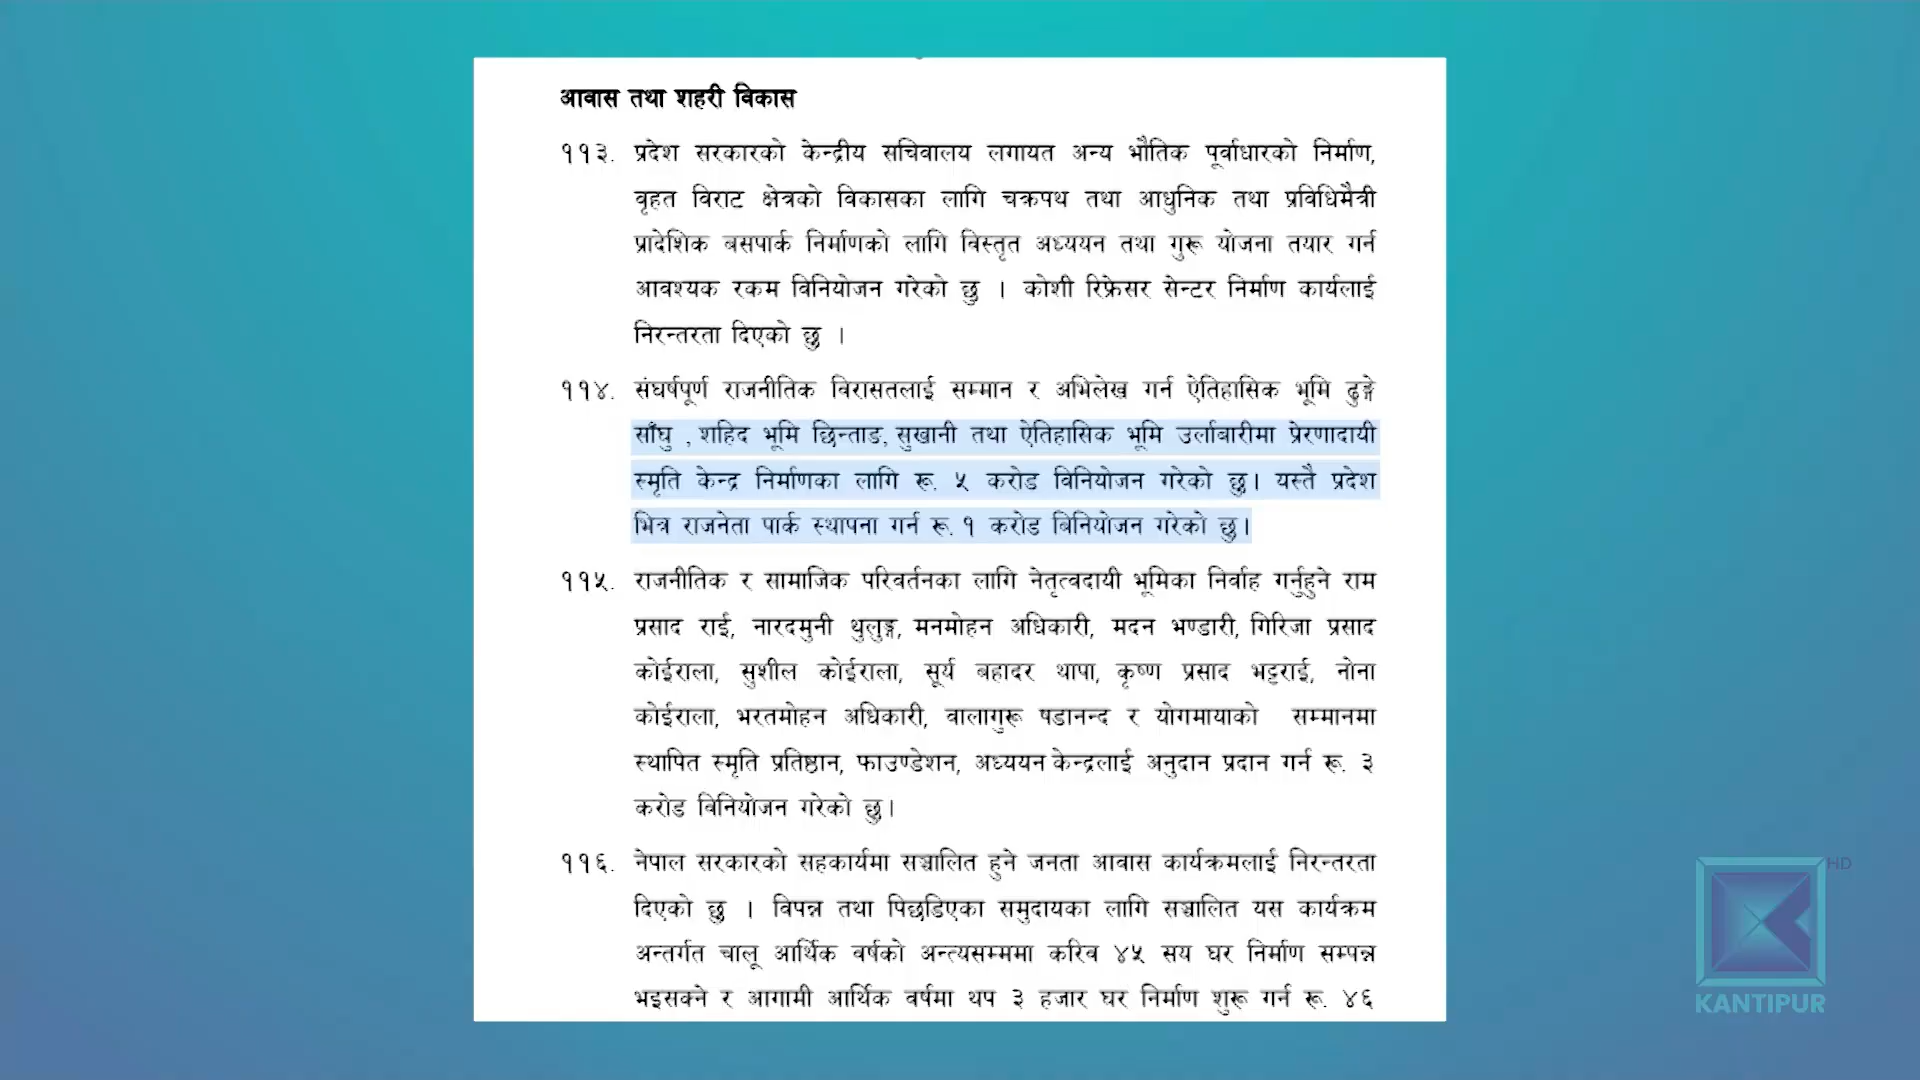 आवास तथा शहरी विकास
११३. प्रदेश सरकारको केन्द्रीय सचिवालय लगायत अन्य भौतिक पूर्वाधारको निर्माण,
वृहत विराट क्षेत्रको विकासका लागि चक्रपथ तथा आधुनिक तथा प्रविधिमैत्री
प्रादेशिक बसपार्क निर्माणको लागि विस्तृत अध्ययन तथा गुरू योजना तयार गर्न
आवश्यक रकम विनियोजन गरेको छु । कोशी रिफ्रेसर सेन्टर निर्माण कार्यलाई
निरन्तरता दिएको छु ।
११४. संघर्षपूर्ण राजनीतिक विरासतलाई सम्मान र अभिलेख गर्न ऐतिहासिक भूमि ढुङ्गे
साँघु , शहिद भूमि छिन्ताङ, सुखानी तथा ऐतिहासिक भूमि उर्लाबारीमा प्रेरणादायी
स्मृति केन्द्र निर्माणका लागि रू. ५ करोड विनियोजन गरेको छु। यस्तै प्रदेश
भित्र राजनेता पार्क स्थापना गर्न रू. १ करोड बिनियोजन गरेको छु।
११५. राजनीतिक र सामाजिक परिवर्तनका लागि नेतृत्वदायी भूमिका निर्वाह गर्नुहुने राम
प्रसाद राई, नारदमुनी थुलुङ्ग, मनमोहन अधिकारी, मदन भण्डारी, गिरिजा प्रसाद
कोईराला, सुशील कोईराला, सूर्य बहादर थापा, कृष्ण प्रसाद भट्टराई, नोना
कोईराला, भरतमोहन अधिकारी, वालागुरू षडानन्द र योगमायाको सम्मानमा
स्थापित स्मृति प्रतिष्ठान, फाउण्डेशन, अध्ययन केन्द्रलाई अनुदान प्रदान गर्न रू. ३
करोड विनियोजन गरेको छु।
११६. नेपाल सरकारको सहकार्यमा सञ्चालित हुने जनता आवास कार्यक्रमलाई निरन्तरता
दिएको छु । विपन्न तथा पिछडिएका समुदायका लागि सञ्चालित यस कार्यक्रम
अन्तर्गत चालू आर्थिक वर्षको अन्त्यसम्ममा करिव ४५ सय घर निर्माण सम्पन्न
भइसक्ने र आगामी आर्थिक वर्षमा थप ३ हजार घर निर्माण शुरू गर्न रू. ४६
HD
KANTIPUR